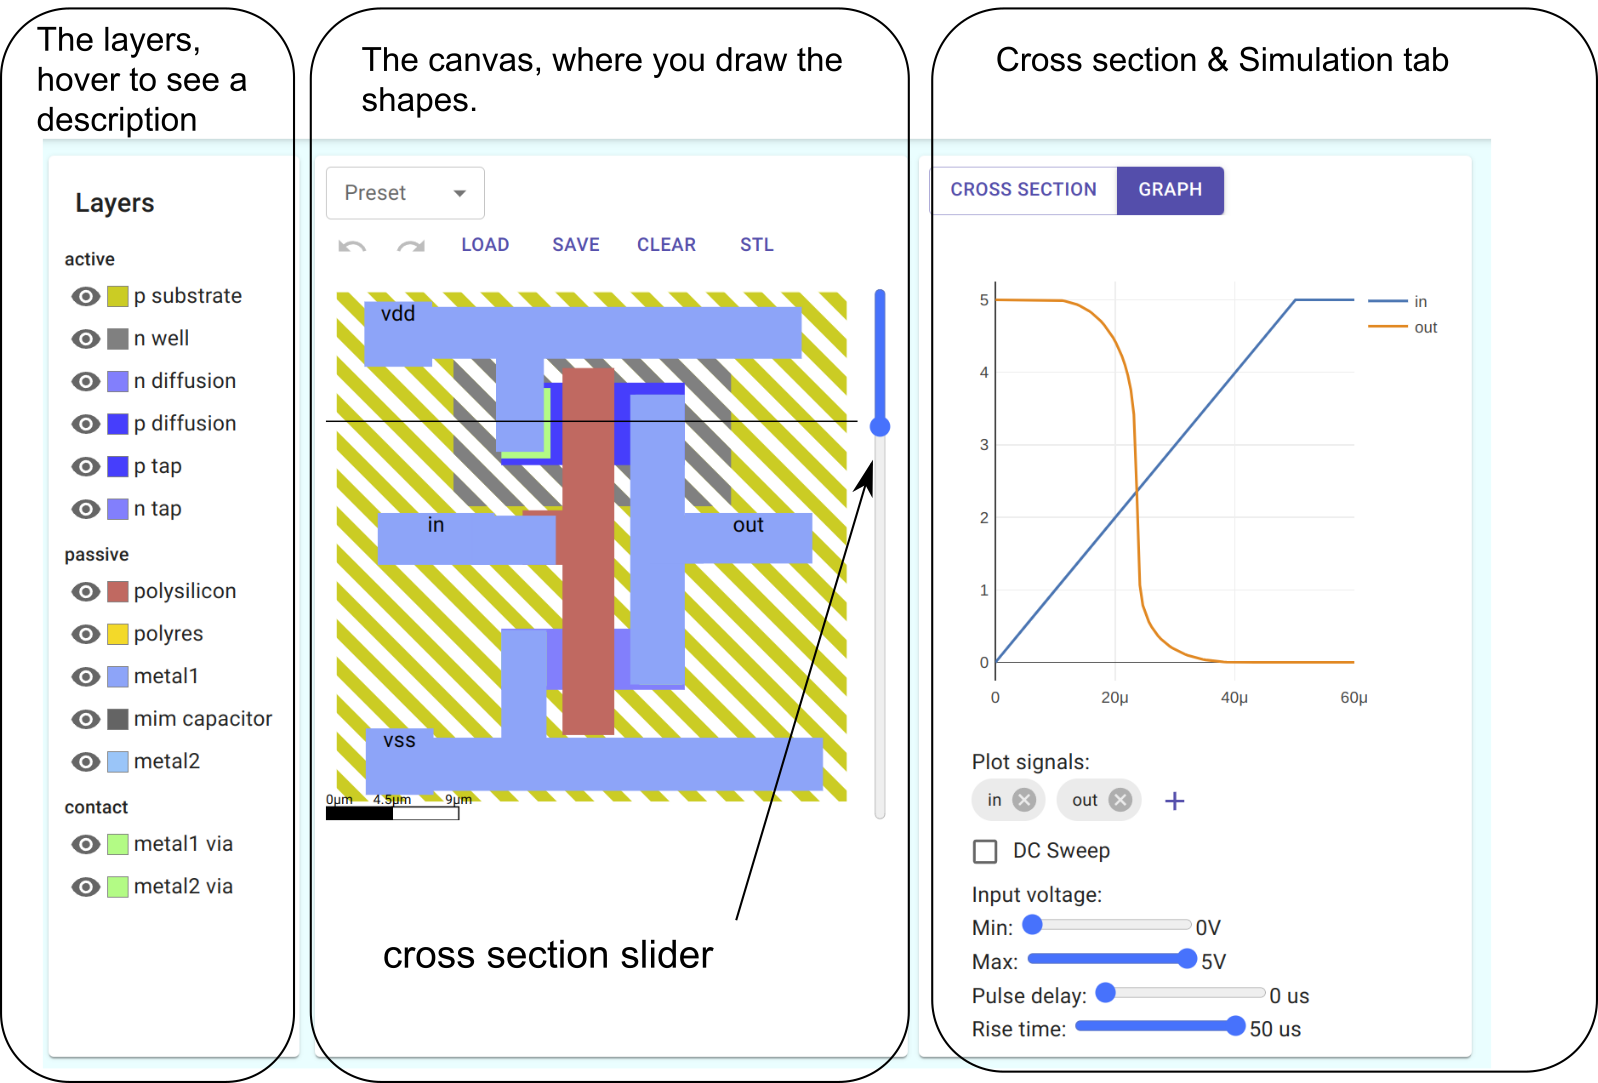 The layers,
hover to see a
description
The canvas, where you draw the
shapes.
Cross section & Simulation tab
Layers
active
p substrate
n well
n diffusion
p diffusion
p tap
n tap
passive
polysilicon
polyres
metal1
mim capacitor
metal2
contact
metal1 via
metal2 via
Preset
LOAD SAVE CLEAR STL
vdd
in
out
vss
0μm 4.5μm 9μm
cross section slider
CROSS SECTION GRAPH
5
4
3
2
1
0
0 20μ 40μ 60μ
in
out
Plot signals:
in out +
DC Sweep
Input voltage:
Min: 0V
Max: 5V
Pulse delay: 0 us
Rise time: 50 us